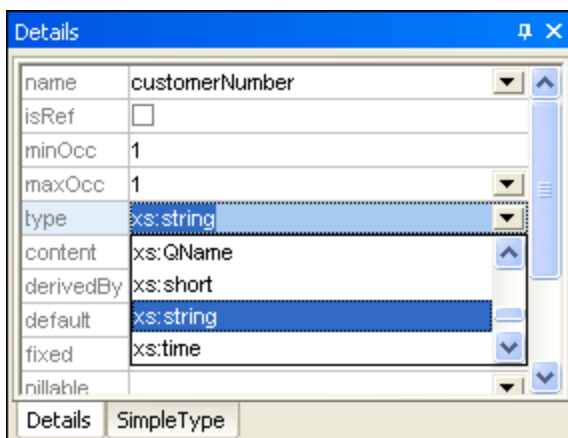 Details
name customerNumber
isRef
minOcc 1
maxOcc 1
type xs:string
content xs:QName
derivedBy xs:short
default xs:string
fixed xs:time
nillable
Details SimpleType